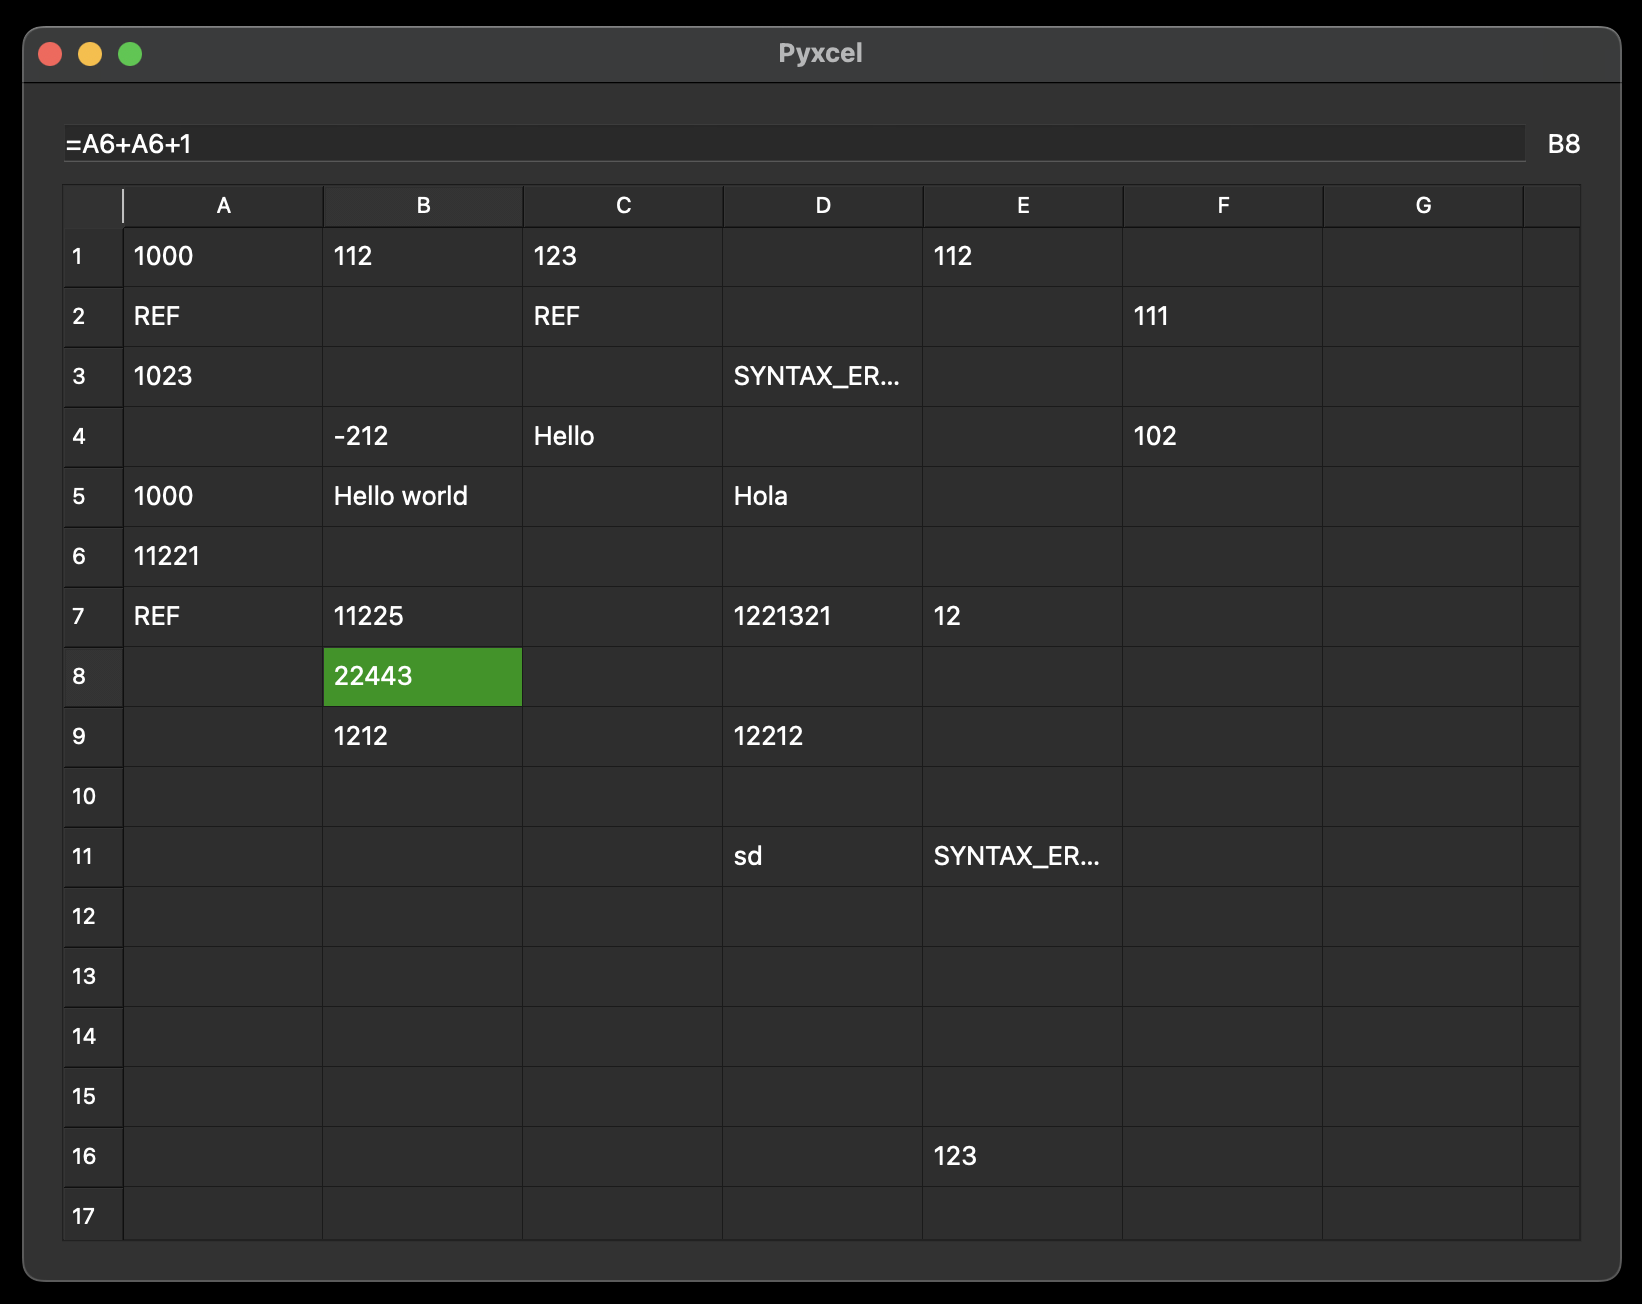 Pyxcel
=A6+A6+1 B8
A B C D E F G
1 1000 112 123 112
2 REF REF 111
3 1023 SYNTAX_ER...
4 -212 Hello 102
5 1000 Hello world Hola
6 11221
7 REF 11225 1221321 12
8 22443
9 1212 12212
10
11 sd SYNTAX_ER...
12
13
14
15
16 123
17